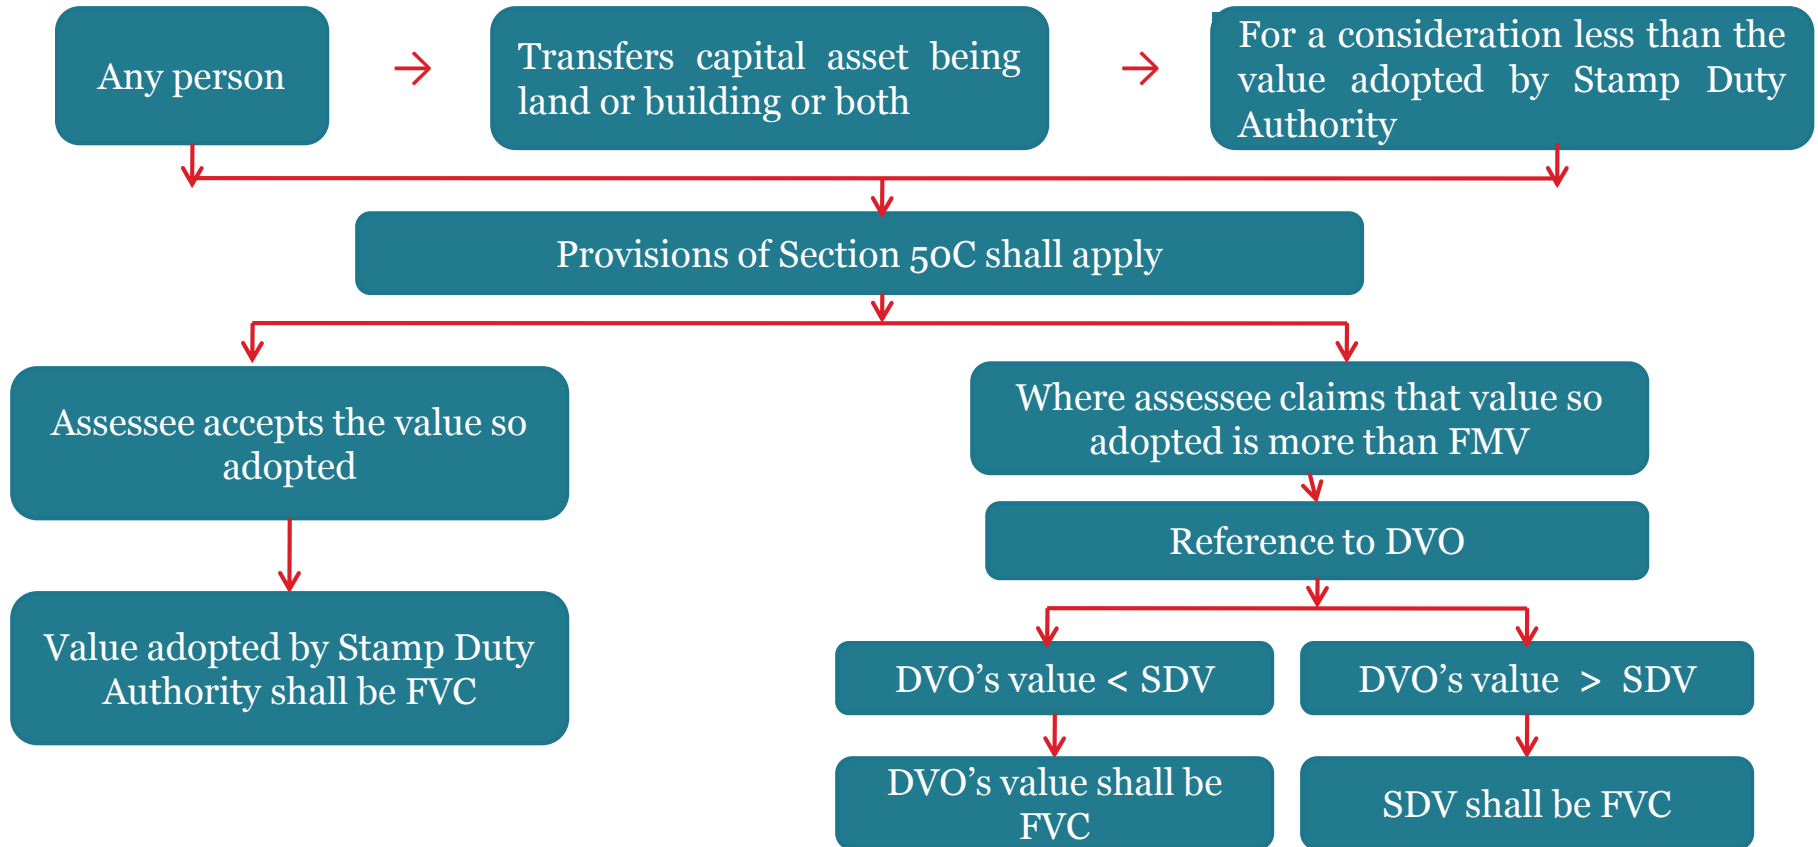 Any person
Transfers capital asset being
land or building or both
For a consideration less than the
value adopted by Stamp Duty
Authority
Provisions of Section 50C shall apply
Assessee accepts the value so
adopted
Where assessee claims that value so
adopted is more than FMV
Reference to DVO
Value adopted by Stamp Duty
Authority shall be FVC
DVO’s value < SDV
DVO’s value > SDV
DVO’s value shall be
FVC
SDV shall be FVC